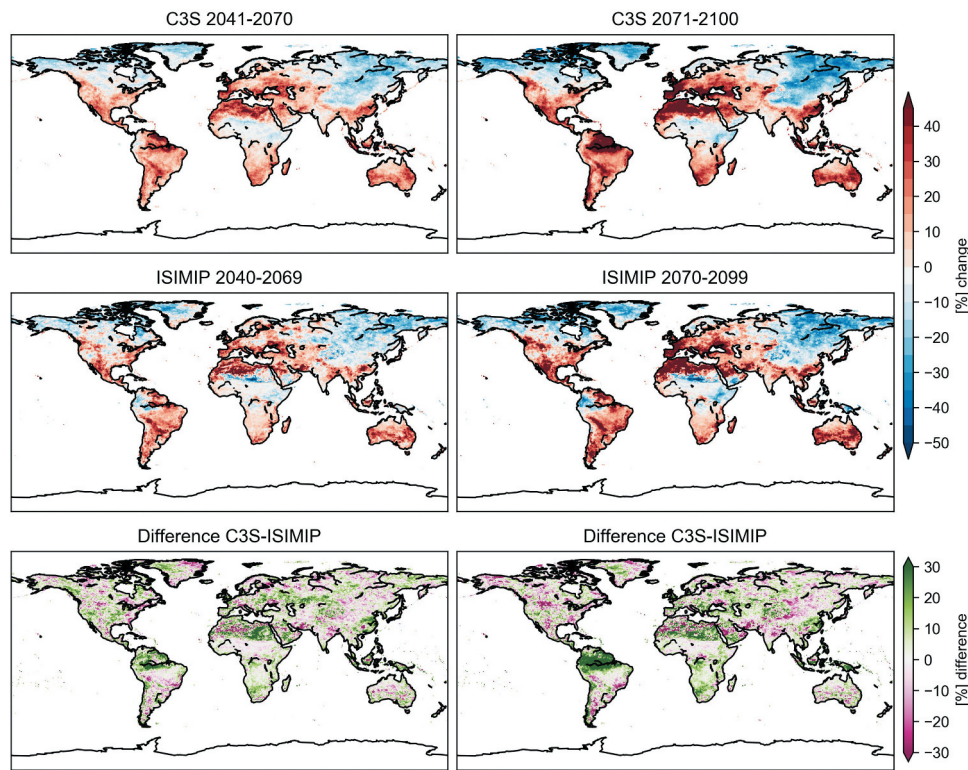 C3S 2041-2070
C3S 2071-2100
ISIMIP 2040-2069
ISIMIP 2070-2099
40
30
20
10
0
−10
−20
−30
−40
−50
[%] change
Difference C3S-ISIMIP
Difference C3S-ISIMIP
30
20
10
0
−10
−20
−30
[%] difference